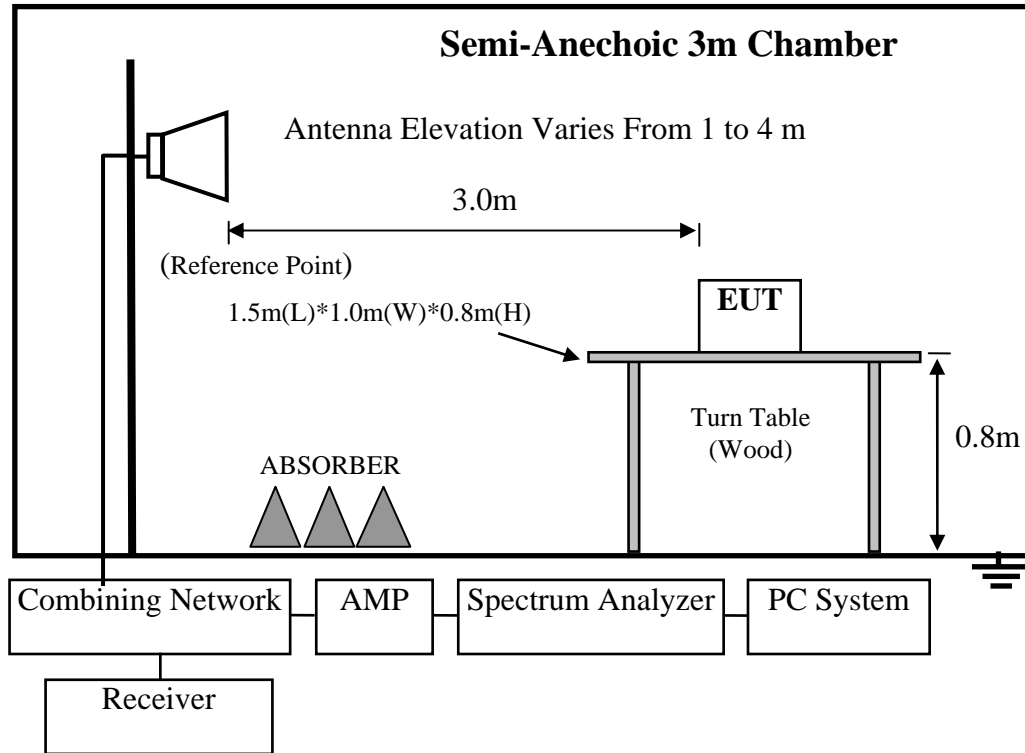 Semi-Anechoic 3m Chamber
Antenna Elevation Varies From 1 to 4 m
3.0m
(Reference Point)
1.5m(L)*1.0m(W)*0.8m(H)
EUT
Turn Table
(Wood)
0.8m
ABSORBER
Combining Network
AMP
Spectrum Analyzer
PC System
Receiver